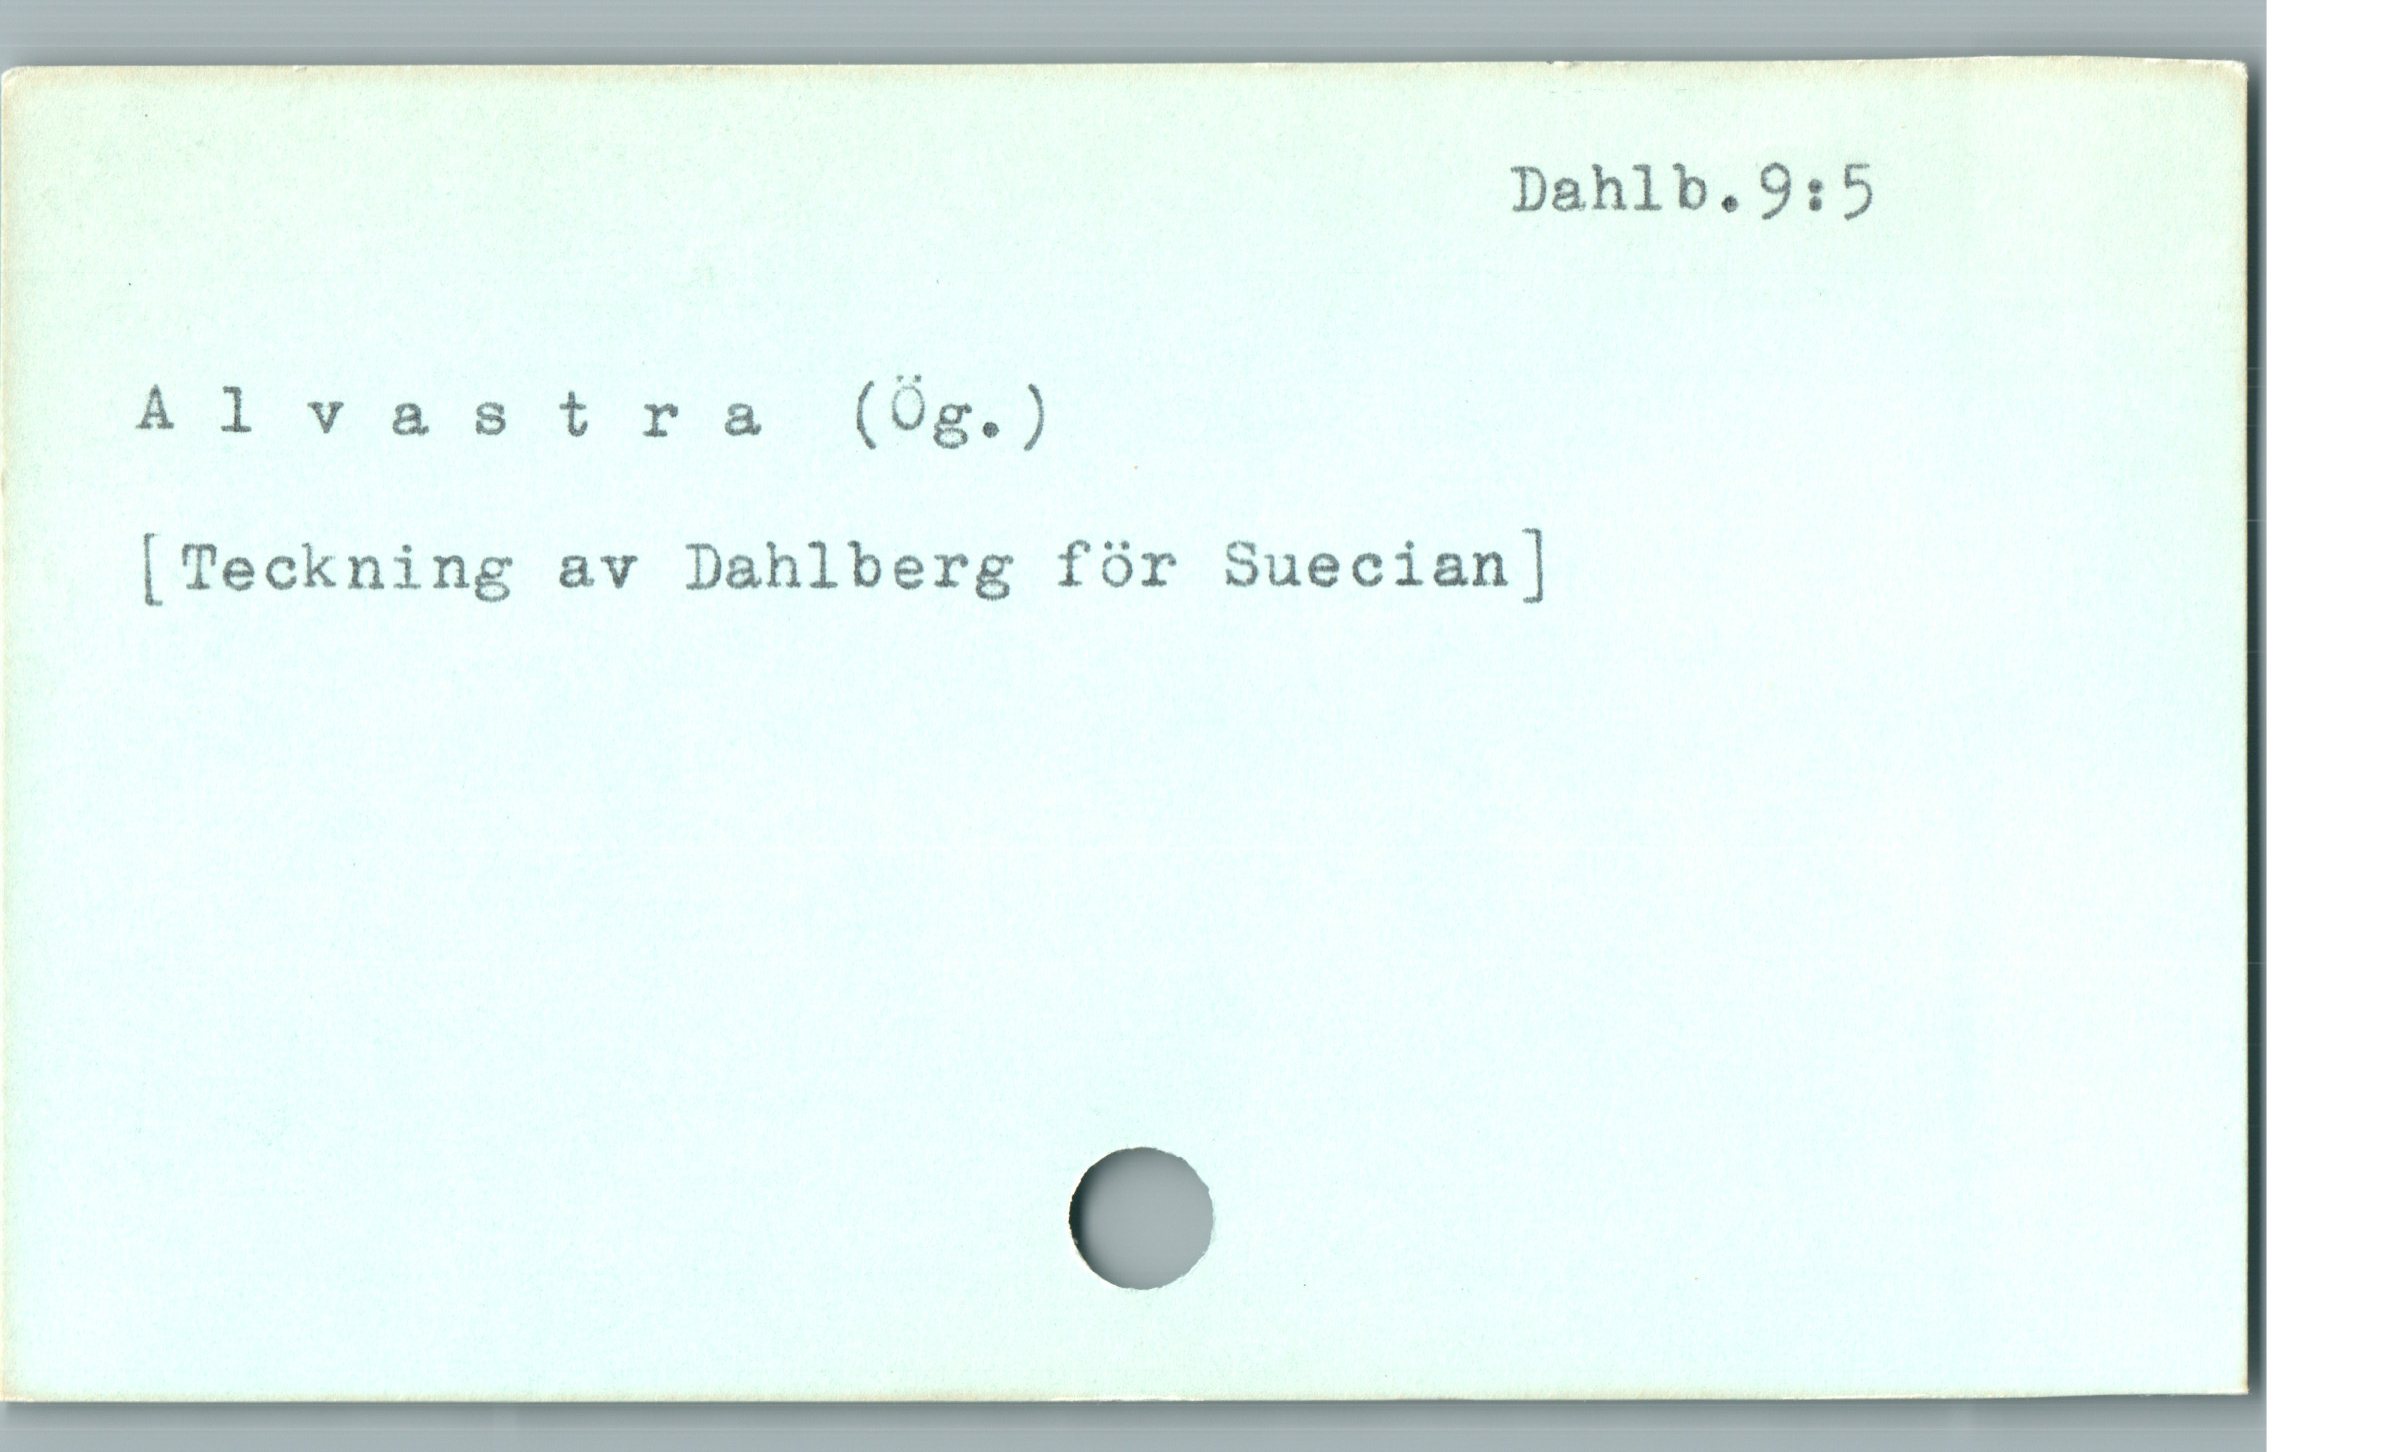 Dahlb.9:5
A l v a s t r a (Ög.)
[Teckning av Dahlberg för Suecian]